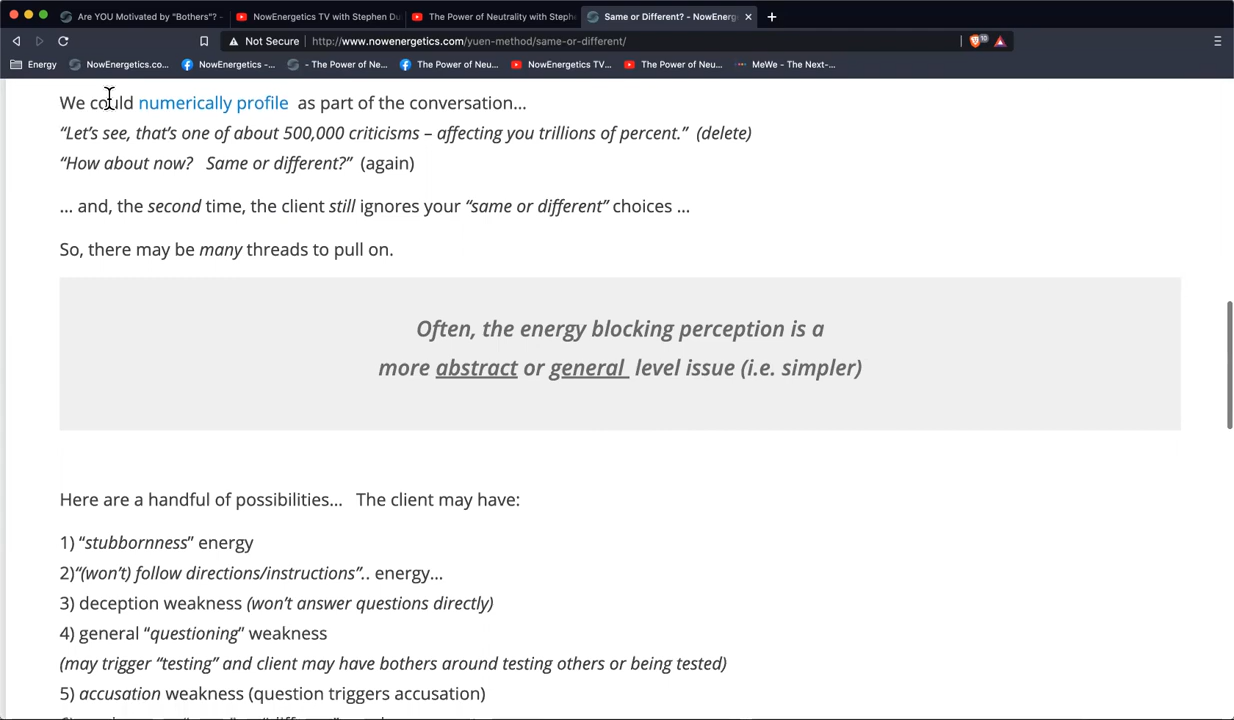 Are YOU Motivated by "Bothers"? -
NowEnergetics TV with Stephen Du
The Power of Neutrality with Steph
Same or Different? - NowEnerg
Not Secure
http://www.nowenergetics.com/yuen-method/same-or-different/
10
Energy
NowEnergetics.co...
NowEnergetics -...
- The Power of Ne...
The Power of Neu...
NowEnergetics TV...
The Power of Neu...
MeWe - The Next-...
We could numerically profile as part of the conversation...
“Let’s see, that’s one of about 500,000 criticisms – affecting you trillions of percent.” (delete)
“How about now? Same or different?” (again)
... and, the second time, the client still ignores your “same or different” choices ...
So, there may be many threads to pull on.
Often, the energy blocking perception is a
more abstract or general level issue (i.e. simpler)
Here are a handful of possibilities... The client may have:
1) “stubbornness” energy
2)“(won’t) follow directions/instructions”.. energy...
3) deception weakness (won’t answer questions directly)
4) general “questioning” weakness
(may trigger “testing” and client may have bothers around testing others or being tested)
5) accusation weakness (question triggers accusation)